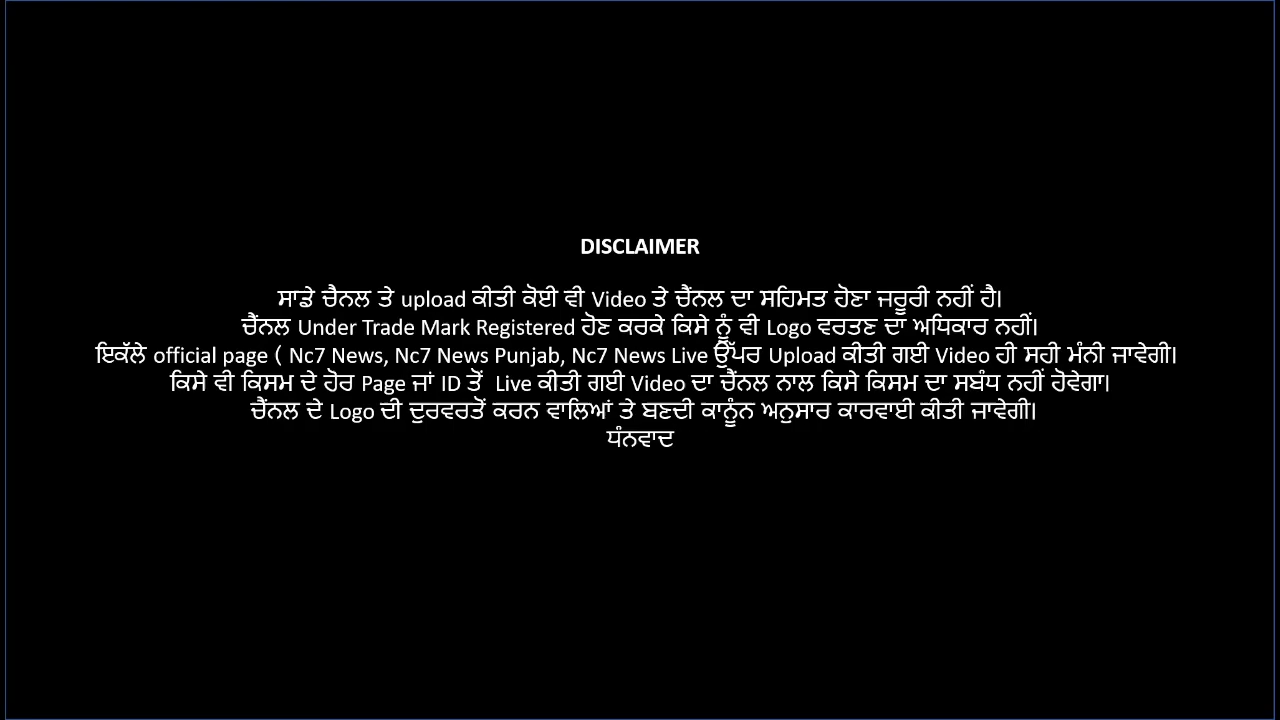 DISCLAIMER
ਸਾਡੇ ਚੈਨਲ ਤੇ upload ਕੀਤੀ ਕੋਈ ਵੀ Video ਤੇ ਚੈਂਨਲ ਦਾ ਸਹਿਮਤ ਹੋਣਾ ਜਰੂਰੀ ਨਹੀਂ ਹੈ।
ਚੈਂਨਲ Under Trade Mark Registered ਹੋਣ ਕਰਕੇ ਕਿਸੇ ਨੂੰ ਵੀ Logo ਵਰਤਣ ਦਾ ਅਧਿਕਾਰ ਨਹੀਂ।
ਇਕੱਲੇ official page ( Nc7 News, Nc7 News Punjab, Nc7 News Live ਉੱਪਰ Upload ਕੀਤੀ ਗਈ Video ਹੀ ਸਹੀ ਮੰਨੀ ਜਾਵੇਗੀ।
ਕਿਸੇ ਵੀ ਕਿਸਮ ਦੇ ਹੋਰ Page ਜਾਂ ID ਤੋਂ  Live ਕੀਤੀ ਗਈ Video ਦਾ ਚੈਂਨਲ ਨਾਲ ਕਿਸੇ ਕਿਸਮ ਦਾ ਸਬੰਧ ਨਹੀਂ ਹੋਵੇਗਾ।
ਚੈਂਨਲ ਦੇ Logo ਦੀ ਦੁਰਵਰਤੋਂ ਕਰਨ ਵਾਲਿਆਂ ਤੇ ਬਣਦੀ ਕਾਨੂੰਨ ਅਨੁਸਾਰ ਕਾਰਵਾਈ ਕੀਤੀ ਜਾਵੇਗੀ।
ਧੰਨਵਾਦ